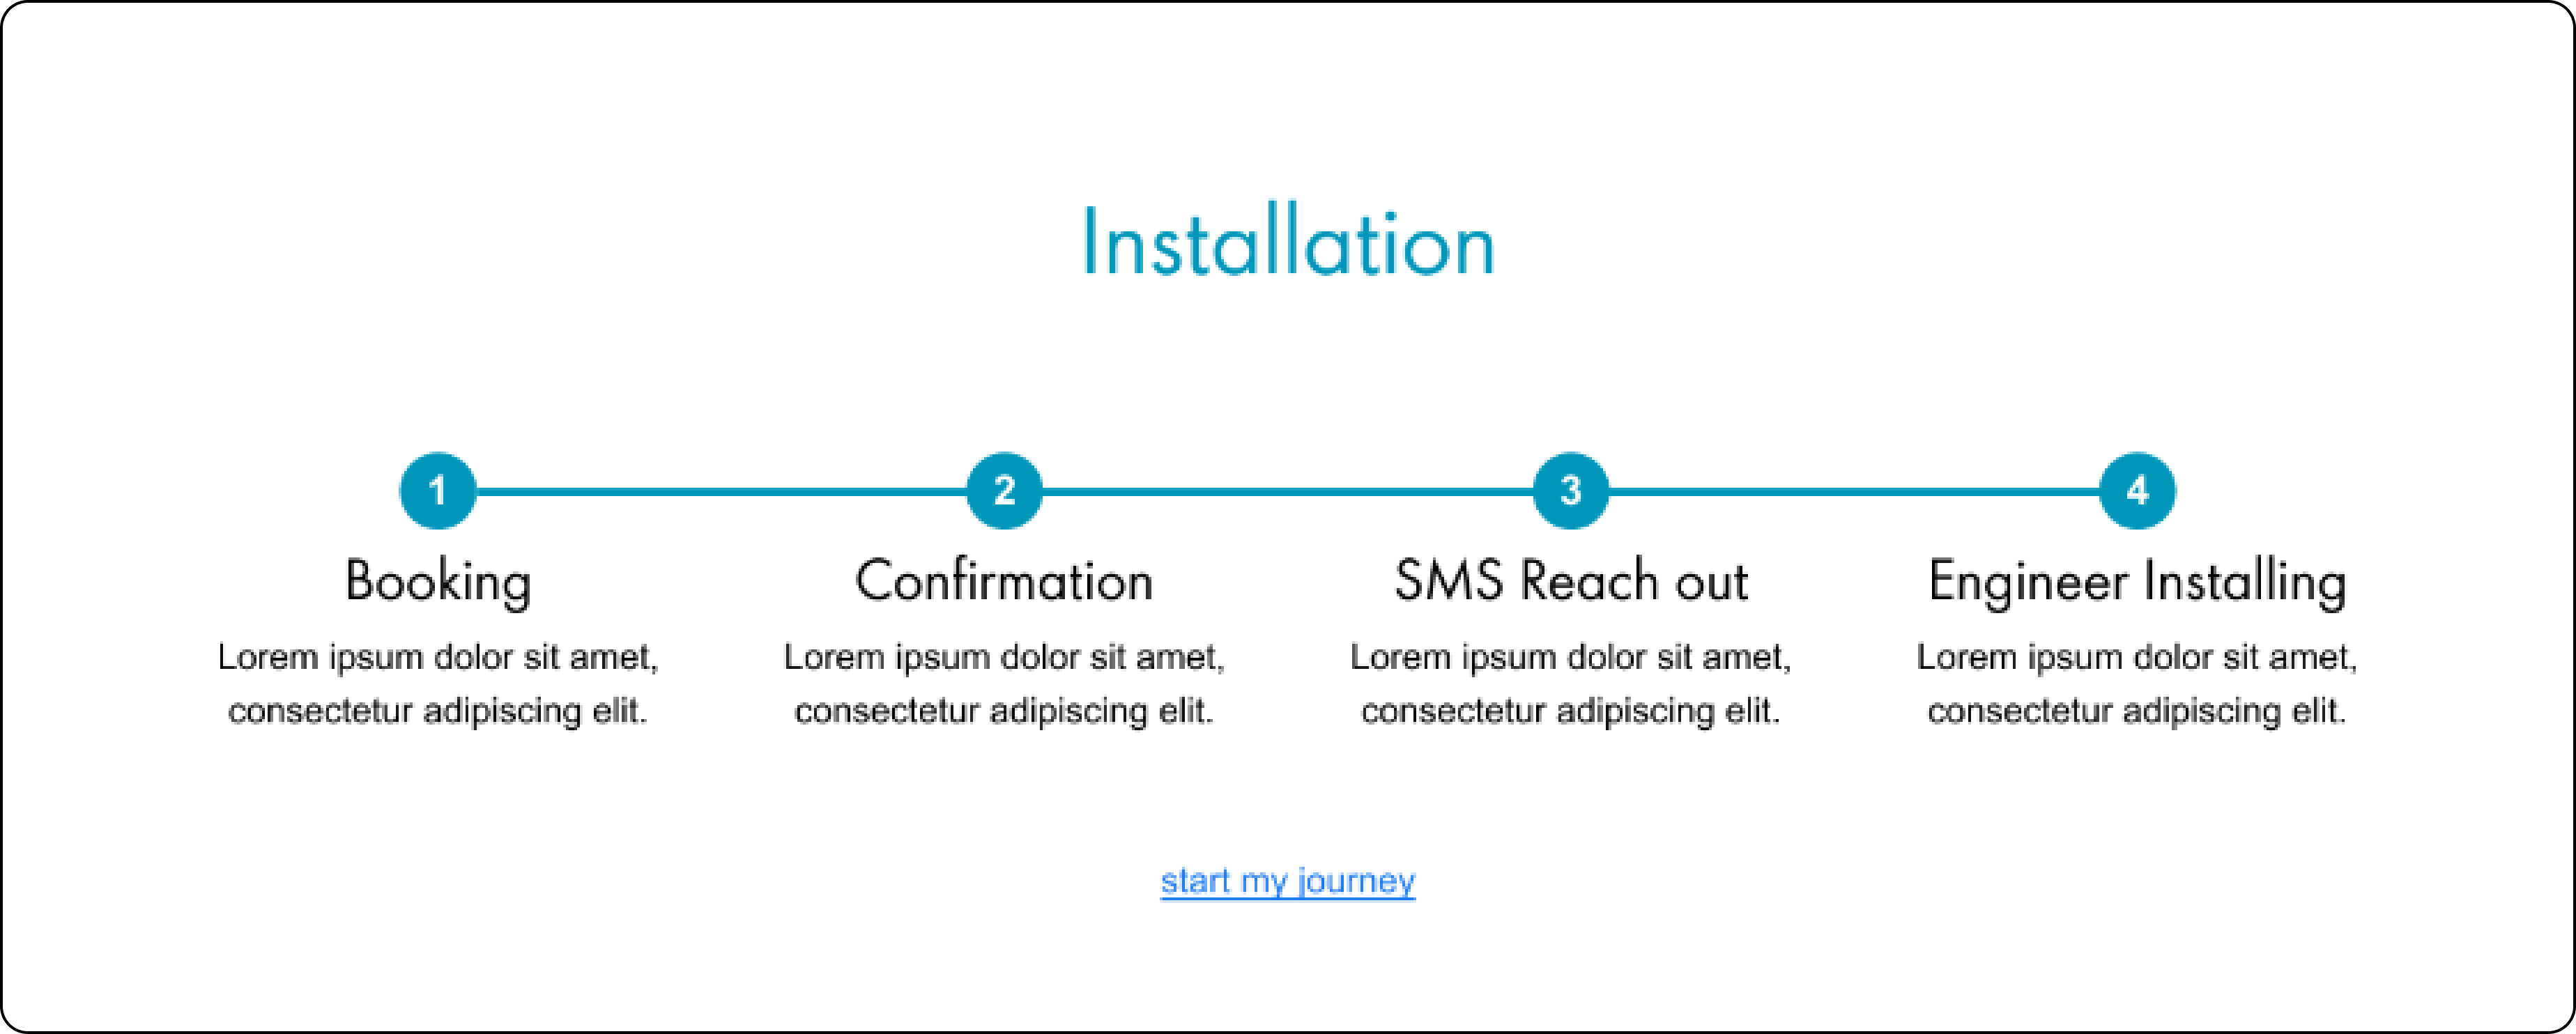 Installation
1
2
3
4
Booking
Confirmation
SMS Reach out
Engineer Installing
Lorem ipsum dolor sit amet,
consectetur adipiscing elit.
Lorem ipsum dolor sit amet,
consectetur adipiscing elit.
Lorem ipsum dolor sit amet,
consectetur adipiscing elit.
Lorem ipsum dolor sit amet,
consectetur adipiscing elit.
start my journey